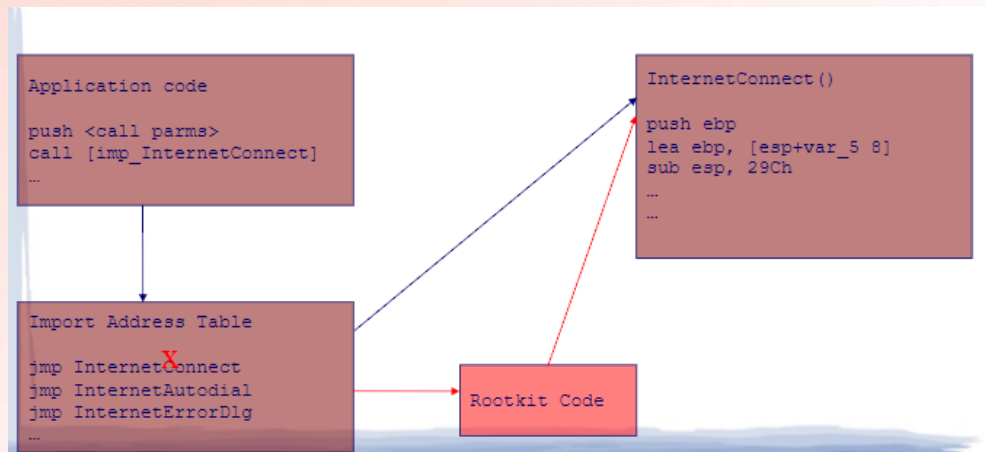 Application code
push <call parms>
call [imp_InternetConnect]
…
InternetConnect()
push ebp
lea ebp, [esp+var_5 8]
sub esp, 29Ch
…
…
Import Address Table
X
jmp InternetConnect
jmp InternetAutodial
jmp InternetErrorDlg
…
Rootkit Code